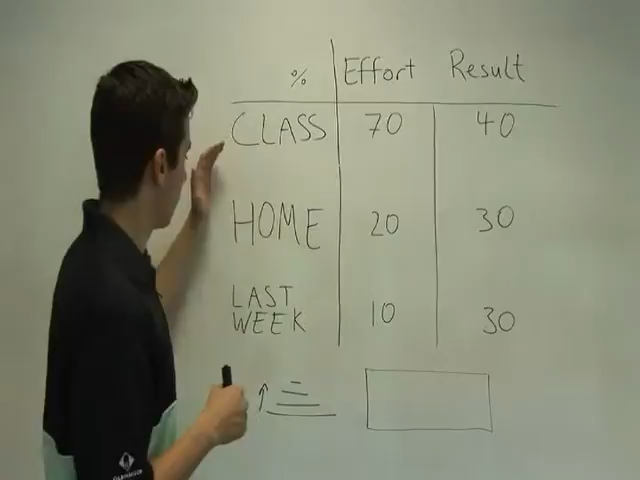 % Effort Result
CLASS 70 40
HOME 20 30
LAST
WEEK 10 30